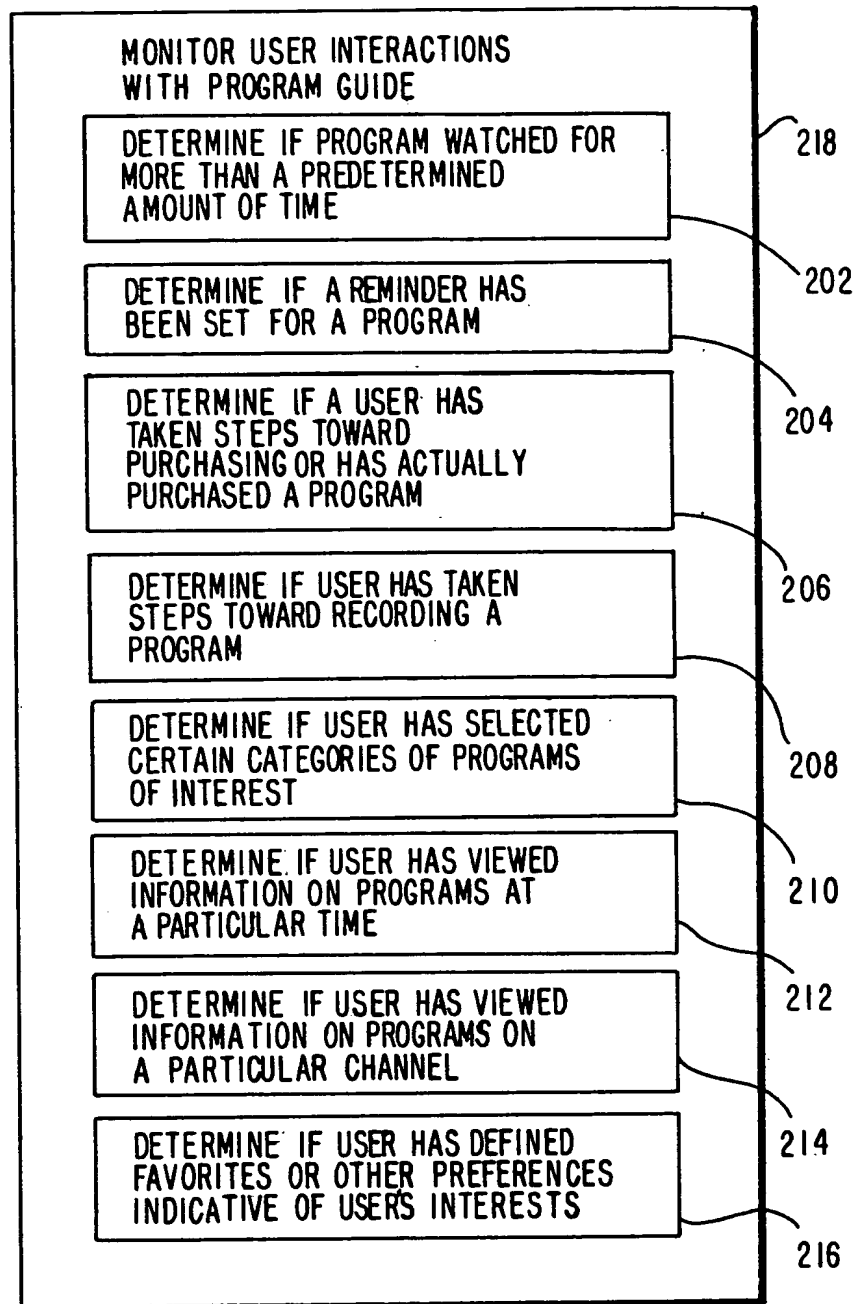 MONITOR USER INTERACTIONS
WITH PROGRAM GUIDE
DETERMINE IF PROGRAM WATCHED FOR
MORE THAN A PREDETERMINED
AMOUNT OF TIME
218
202
DETERMINE IF A REMINDER HAS
BEEN SET FOR A PROGRAM
204
DETERMINE IF A USER HAS
TAKEN STEPS TOWARD
PURCHASING OR HAS ACTUALLY
PURCHASED A PROGRAM
206
DETERMINE IF USER HAS TAKEN
STEPS TOWARD RECORDING A
PROGRAM
208
DETERMINE IF USER HAS SELECTED
CERTAIN CATEGORIES OF PROGRAMS
OF INTEREST
210
DETERMINE IF USER HAS VIEWED
INFORMATION ON PROGRAMS AT
A PARTICULAR TIME
212
DETERMINE IF USER HAS VIEWED
INFORMATION ON PROGRAMS ON
A PARTICULAR CHANNEL
214
DETERMINE IF USER HAS DEFINED
FAVORITES OR OTHER PREFERENCES
INDICATIVE OF USER'S INTERESTS
216